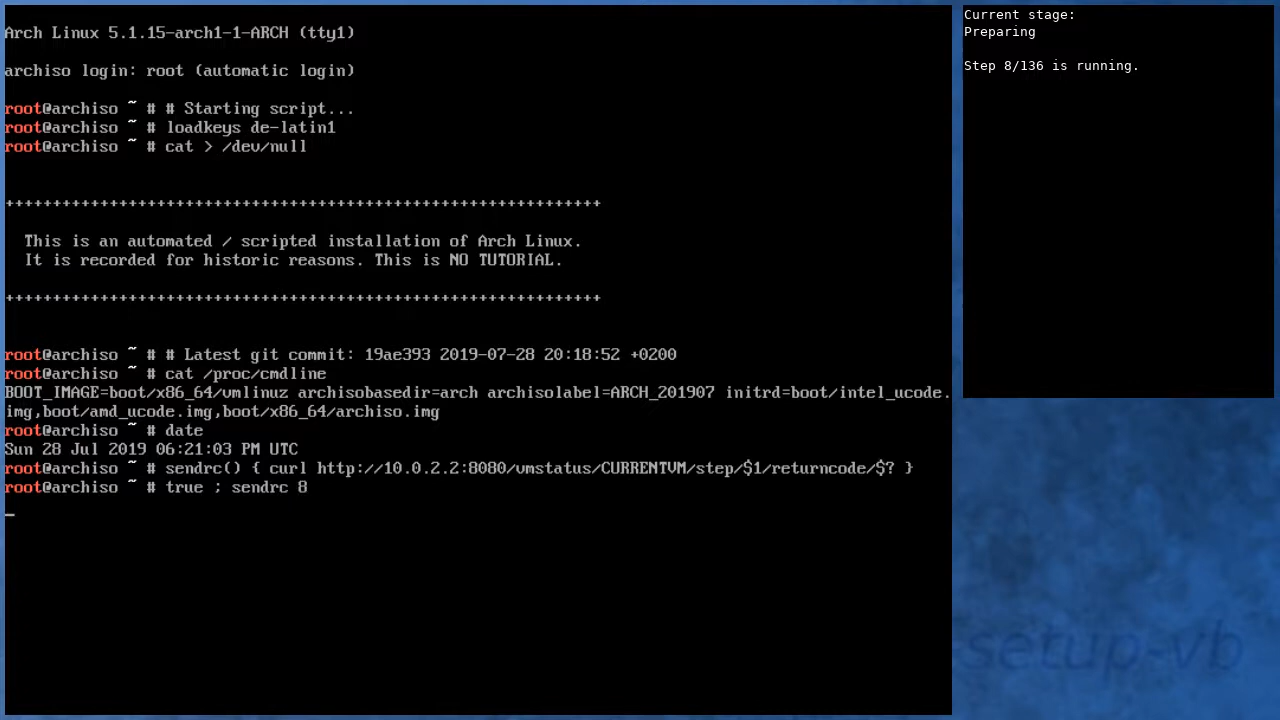 Arch Linux 5.1.15-arch1-1-ARCH (tty1)
archiso login: root (automatic login)
root@archiso ~ # # Starting script...
root@archiso ~ # loadkeys de-latin1
root@archiso ~ # cat > /dev/null
+++++++++++++++++++++++++++++++++++++++++++++++++++++++++++++++
This is an automated / scripted installation of Arch Linux.
It is recorded for historic reasons. This is NO TUTORIAL.
+++++++++++++++++++++++++++++++++++++++++++++++++++++++++++++++
root@archiso ~ # # Latest git commit: 19ae393 2019-07-28 20:18:52 +0200
root@archiso ~ # cat /proc/cmdline
BOOT_IMAGE=boot/x86_64/vmlinuz archisobasedir=arch archisolabel=ARCH_201907 initrd=boot/intel_ucode.
img,boot/amd_ucode.img,boot/x86_64/archiso.img
root@archiso ~ # date
Sun 28 Jul 2019 06:21:03 PM UTC
root@archiso ~ # sendrc() { curl http://10.0.2.2:8080/vmstatus/CURRENTVM/step/$1/returncode/$? }
root@archiso ~ # true ; sendrc 8
_
Current stage:
Preparing
Step 8/136 is running.
setup-vb